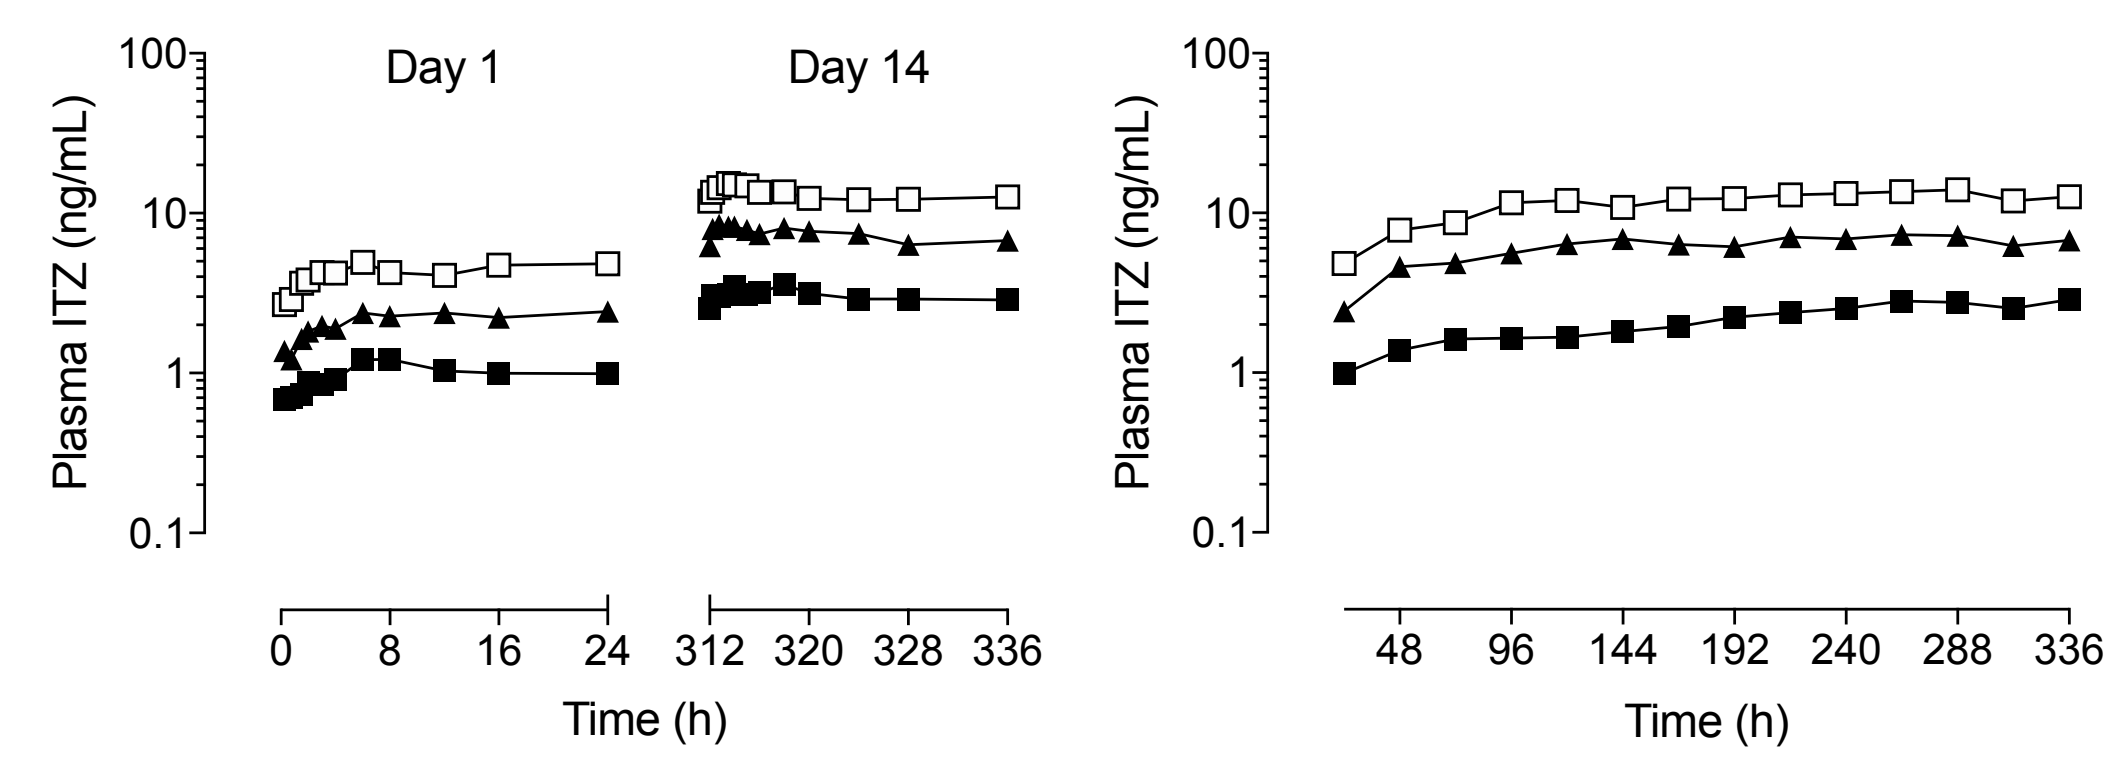 Day 1
Day 14
Plasma ITZ (ng/mL)
100
10
1
0.1
0 8 16 24 312 320 328 336
Time (h)
Plasma ITZ (ng/mL)
100
10
1
0.1
48 96 144 192 240 288 336
Time (h)